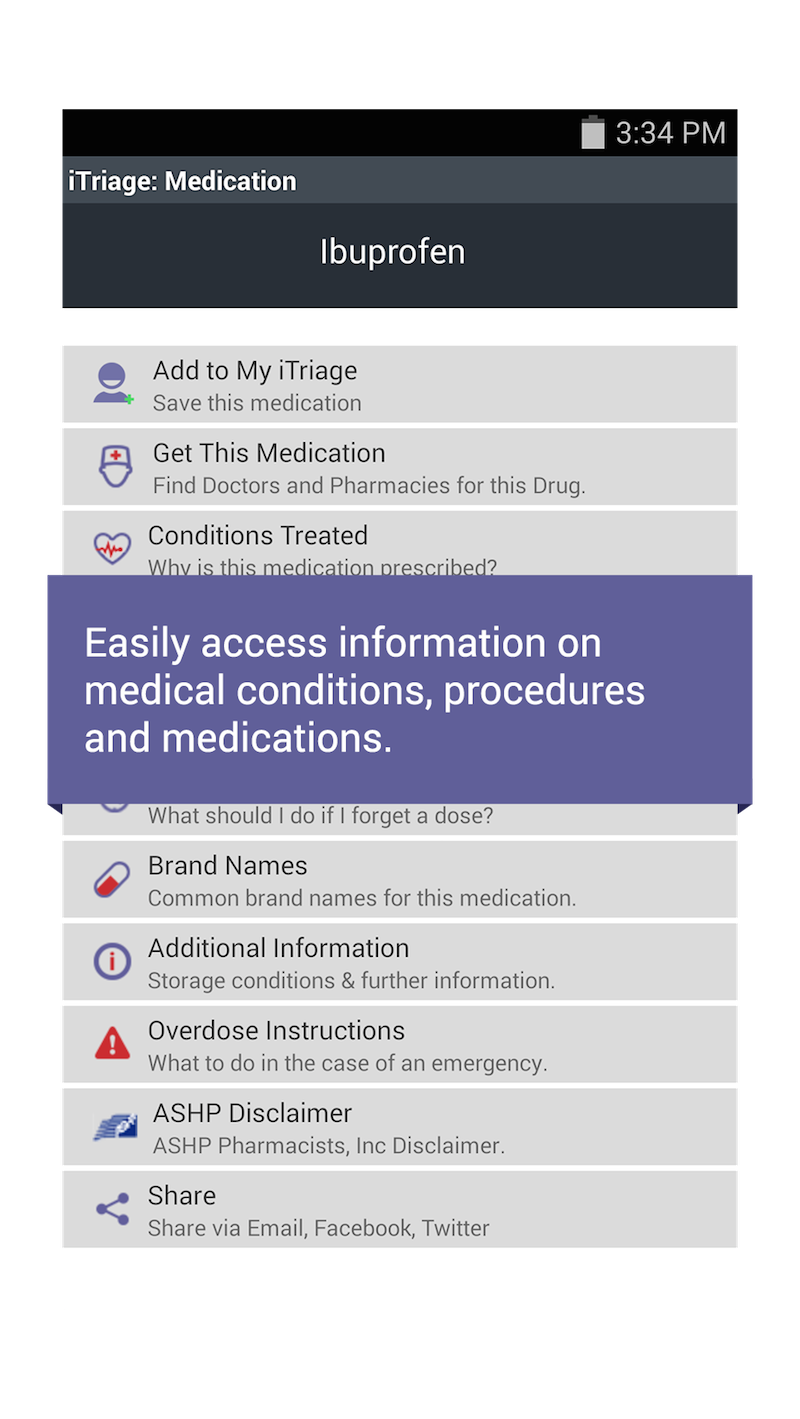 3:34 PM
iTriage: Medication
Ibuprofen
Add to My iTriage
Save this medication
Get This Medication
Find Doctors and Pharmacies for this Drug.
Conditions Treated
Why is this medication prescribed?
Easily access information on
medical conditions, procedures
and medications.
What should I do if I forget a dose?
Brand Names
Common brand names for this medication.
Additional Information
Storage conditions & further information.
Overdose Instructions
What to do in the case of an emergency.
ASHP Disclaimer
ASHP Pharmacists, Inc Disclaimer.
Share
Share via Email, Facebook, Twitter